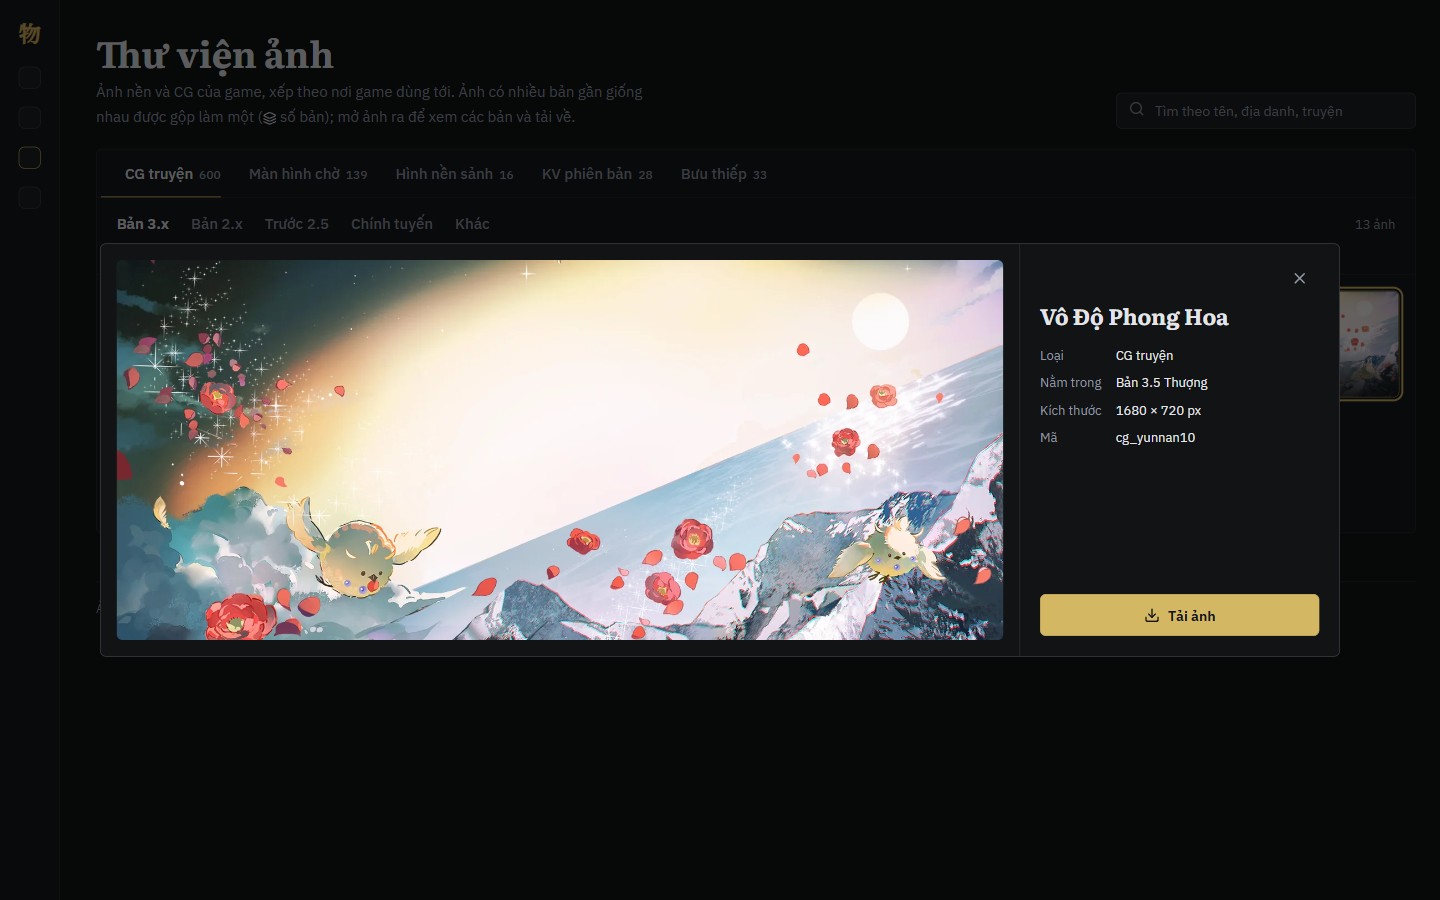 物
Thư viện ảnh
Ảnh nền và CG của game, xếp theo nơi game dùng tới. Ảnh có nhiều bản gần giống
nhau được gộp làm một ( số bản); mở ảnh ra để xem các bản và tải về.
Tìm theo tên, địa danh, truyện
CG truyện 600 Màn hình chờ 139 Hình nền sảnh 16 KV phiên bản 28 Bưu thiếp 33
Bản 3.x Bản 2.x Trước 2.5 Chính tuyến Khác 13 ảnh
Vô Độ Phong Hoa
Loại CG truyện
Nằm trong Bản 3.5 Thượng
Kích thước 1680 × 720 px
Mã cg_yunnan10
Tải ảnh